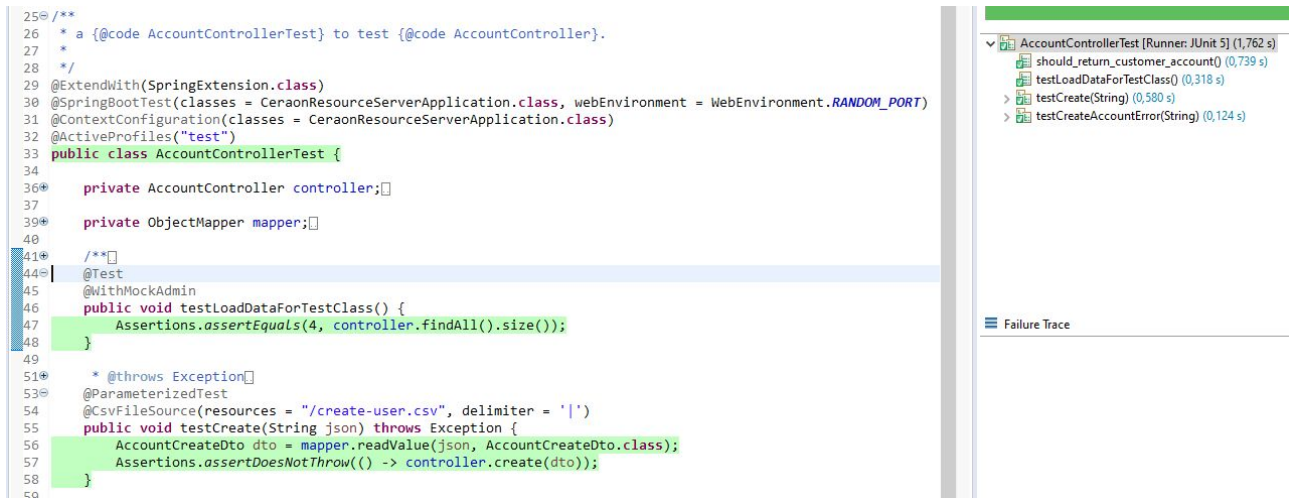 25 /**
26 * a {@code AccountControllerTest} to test {@code AccountController}.
27 *
28 */
29 @ExtendWith(SpringExtension.class)
30 @SpringBootTest(classes = CeraonResourceServerApplication.class, webEnvironment = WebEnvironment.RANDOM_PORT)
31 @ContextConfiguration(classes = CeraonResourceServerApplication.class)
32 @ActiveProfiles("test")
33 public class AccountControllerTest {
34
36 private AccountController controller;
37
39 private ObjectMapper mapper;
40
41 /**
44 @Test
45 @WithMockAdmin
46 public void testLoadDataForTestClass() {
47 Assertions.assertEquals(4, controller.findAll().size());
48 }
49
51 * @throws Exception
53 @ParameterizedTest
54 @CsvFileSource(resources = "/create-user.csv", delimiter = '|')
55 public void testCreate(String json) throws Exception {
56 AccountCreateDto dto = mapper.readValue(json, AccountCreateDto.class);
57 Assertions.assertDoesNotThrow(() -> controller.create(dto));
58 }
59
AccountControllerTest [Runner: JUnit 5] (1,762 s)
should_return_customer_account() (0,739 s)
testLoadDataForTestClass() (0,318 s)
testCreate(String) (0,580 s)
testCreateAccountError(String) (0,124 s)
Failure Trace